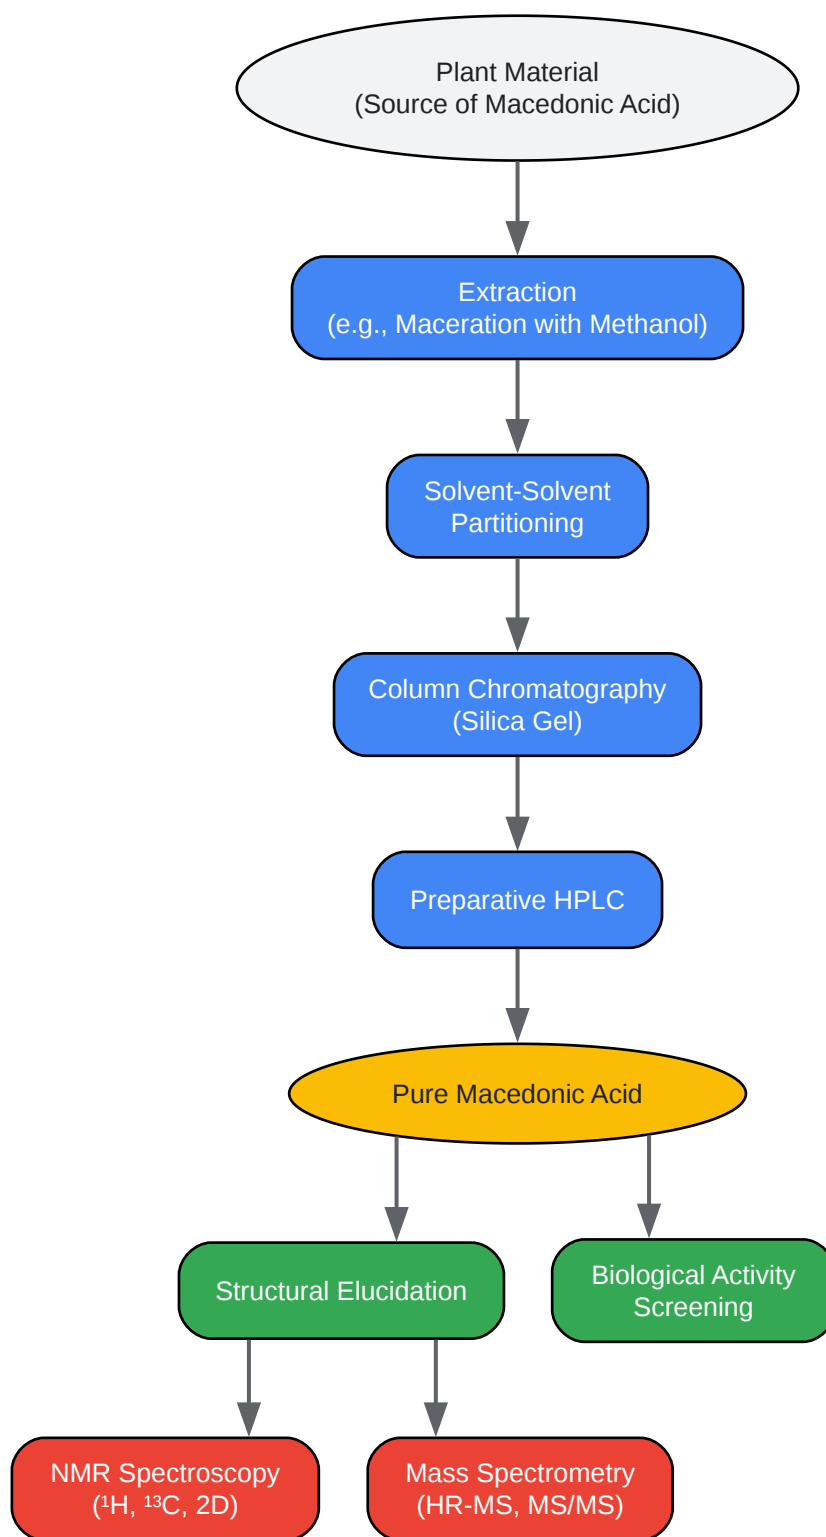 Plant Material
(Source of Macedonic Acid)
Extraction
(e.g., Maceration with Methanol)
Solvent-Solvent
Partitioning
Column Chromatography
(Silica Gel)
Preparative HPLC
Pure Macedonic Acid
Structural Elucidation
Biological Activity
Screening
NMR Spectroscopy
(¹H, ¹³C, 2D)
Mass Spectrometry
(HR-MS, MS/MS)